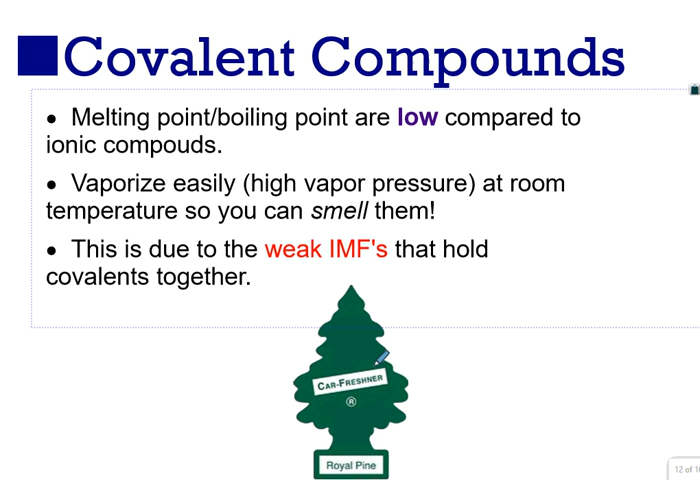 Covalent Compounds
• Melting point/boiling point are low compared to
ionic compouds.
• Vaporize easily (high vapor pressure) at room
temperature so you can smell them!
• This is due to the weak IMF's that hold
covalents together.
CAR-FRESHNER
®
Royal Pine
12 of